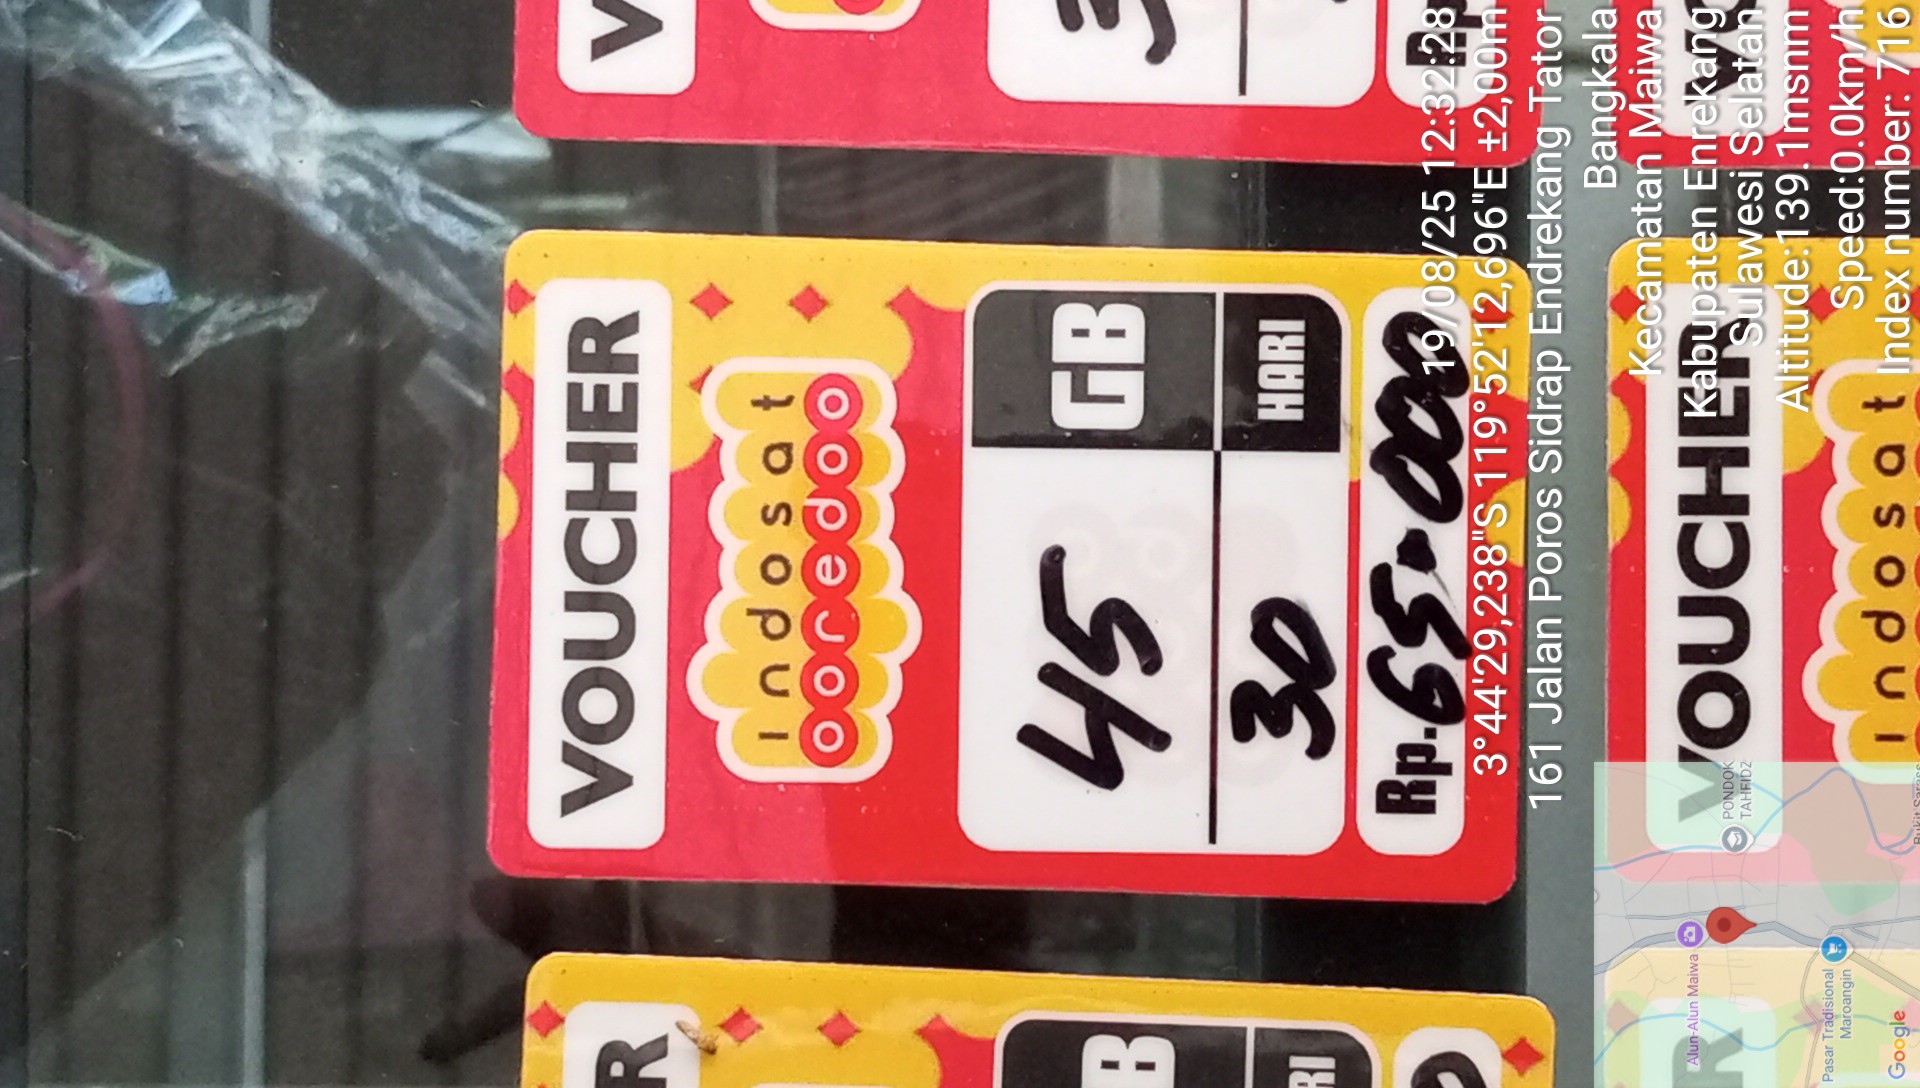 VOUCHER
indosat
ooredoo
45 GB
30 HARI
Rp. 65.000
19/08/25 12:32:28
3°44'29,238"S 119°52'12,696"E ±2,00m
161 Jalan Poros Sidrap Endrekang Tator
Bangkala
Kecamatan Maiwa
Kabupaten Enrekang
Sulawesi Selatan
Altitude:139.1msnm
Speed:0.0km/h
Index number: 716
VOUCHER
indosat
Rp
GB
HARI
PONDOK
TAHFIDZ
Alun-Alun Maiwa
Pasar Tradisional
Maroangin
Google